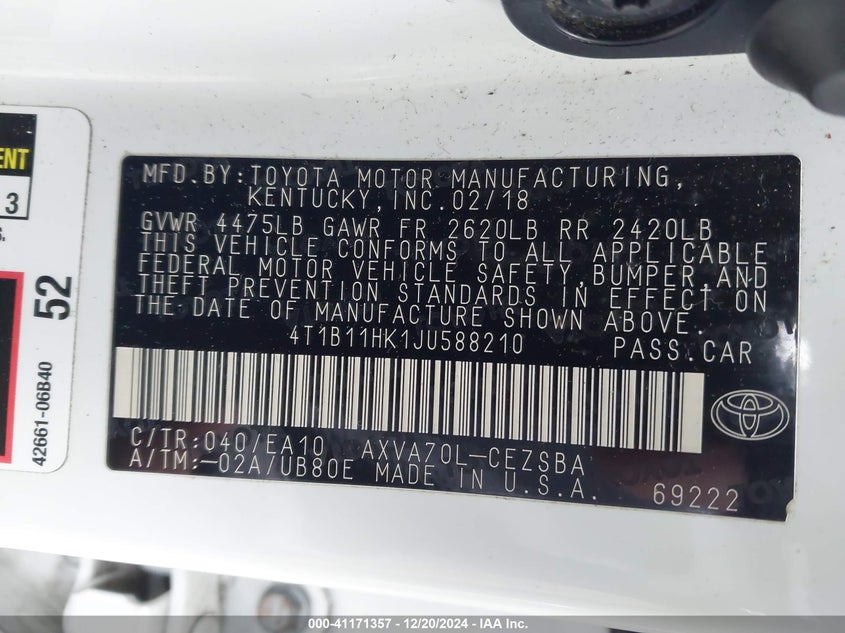 MFD.BY:TOYOTA MOTOR MANUFACTURING,
KENTUCKY,INC.02/18
GVWR 4475LB GAWR FR 2620LB RR 2420LB
THIS VEHICLE CONFORMS TO ALL APPLICABLE
FEDERAL MOTOR VEHICLE SAFETY,BUMPER,AND
THEFT PREVENTION STANDARDS IN EFFECT ON
THE DATE OF MANUFACTURE SHOWN ABOVE.
4T1B11HK1JU588210 PASS.CAR
C/TR:040/EA10 AXVA70L-CEZSBA
A/TM:-02A/UB80E MADE IN U.S.A.
69222
ENT
3
52
42661-06B40
000-41171357 - 12/20/2024 - IAA Inc.